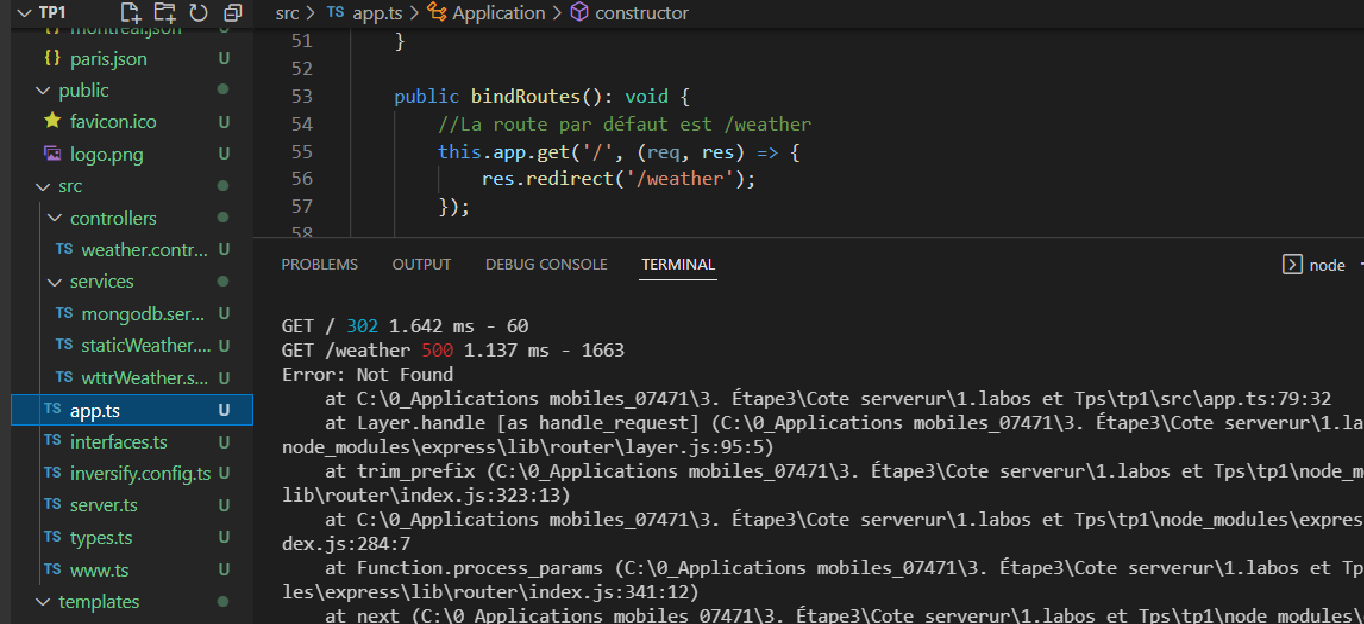 TP1
montreal.json U
{} paris.json U
public
favicon.ico U
logo.png U
src
controllers
TS weather.contr... U
services
TS mongodb.ser... U
TS staticWeather.... U
TS wttrWeather.s... U
TS app.ts U
TS interfaces.ts U
TS inversify.config.ts U
TS server.ts U
TS types.ts U
TS www.ts U
templates
src > TS app.ts > Application > constructor
51 }
52
53 public bindRoutes(): void {
54 //La route par défaut est /weather
55 this.app.get('/', (req, res) => {
56 res.redirect('/weather');
57 });
58
PROBLEMS OUTPUT DEBUG CONSOLE TERMINAL node
GET / 302 1.642 ms - 60
GET /weather 500 1.137 ms - 1663
Error: Not Found
at C:\0_Applications mobiles_07471\3. Étape3\Cote serverur\1.labos et Tps\tp1\src\app.ts:79:32
at Layer.handle [as handle_request] (C:\0_Applications mobiles_07471\3. Étape3\Cote serverur\1.la
node_modules\express\lib\router\layer.js:95:5)
at trim_prefix (C:\0_Applications mobiles_07471\3. Étape3\Cote serverur\1.labos et Tps\tp1\node_m
lib\router\index.js:323:13)
at C:\0_Applications mobiles_07471\3. Étape3\Cote serverur\1.labos et Tps\tp1\node_modules\expres
dex.js:284:7
at Function.process_params (C:\0_Applications mobiles_07471\3. Étape3\Cote serverur\1.labos et Tp
les\express\lib\router\index.js:341:12)
at next (C:\0_Applications mobiles_07471\3. Étape3\Cote serverur\1.labos et Tps\tp1\node_modules\